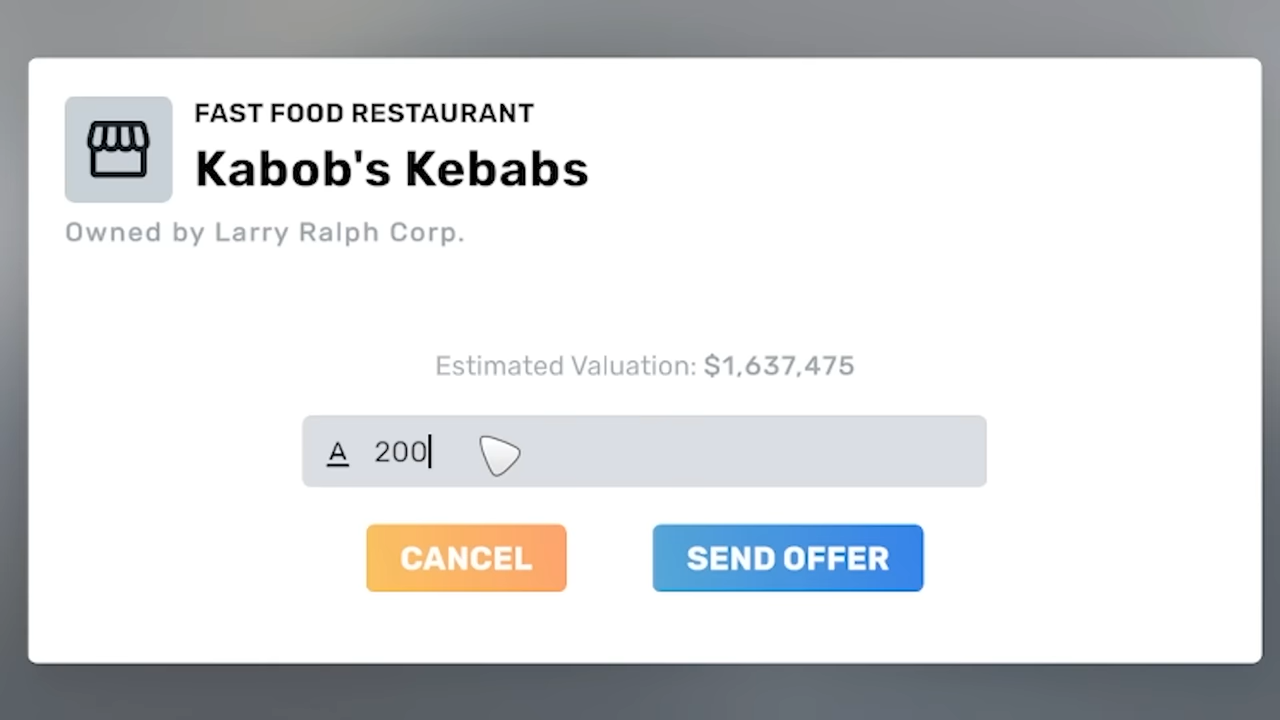 FAST FOOD RESTAURANT
Kabob's Kebabs
Owned by Larry Ralph Corp.
Estimated Valuation: $1,637,475
A 200
CANCEL
SEND OFFER